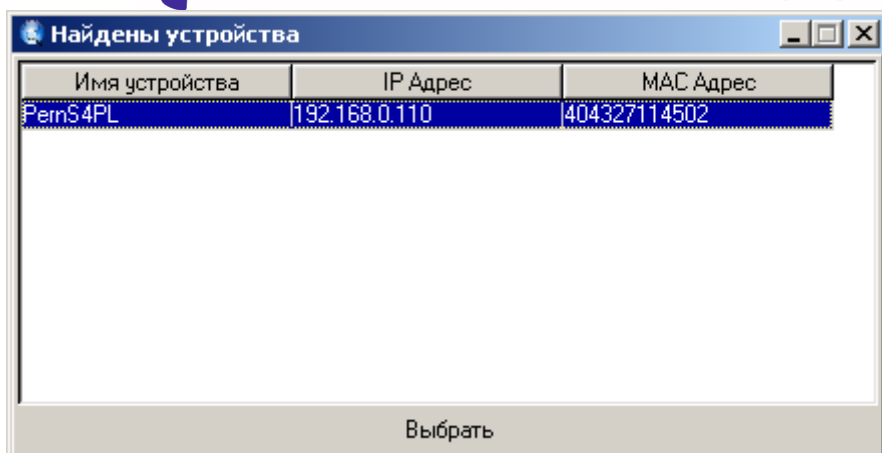 Найдены устройства
Имя устройства IP Адрес MAC Адрес
PernS4PL 192.168.0.110 404327114502
Выбрать